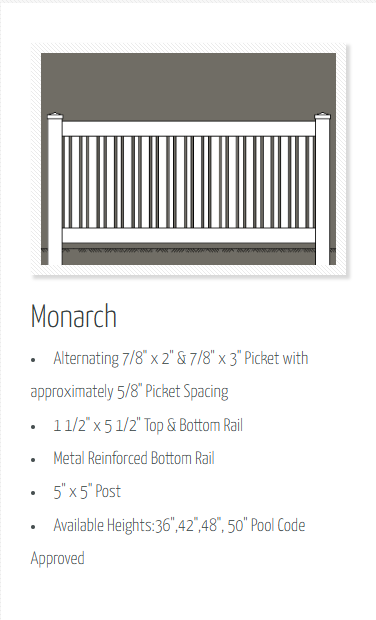 Monarch
• Alternating 7/8" x 2" & 7/8" x 3" Picket with
approximately 5/8" Picket Spacing
• 1 1/2" x 5 1/2" Top & Bottom Rail
• Metal Reinforced Bottom Rail
• 5" x 5" Post
• Available Heights:36",42",48", 50" Pool Code
Approved